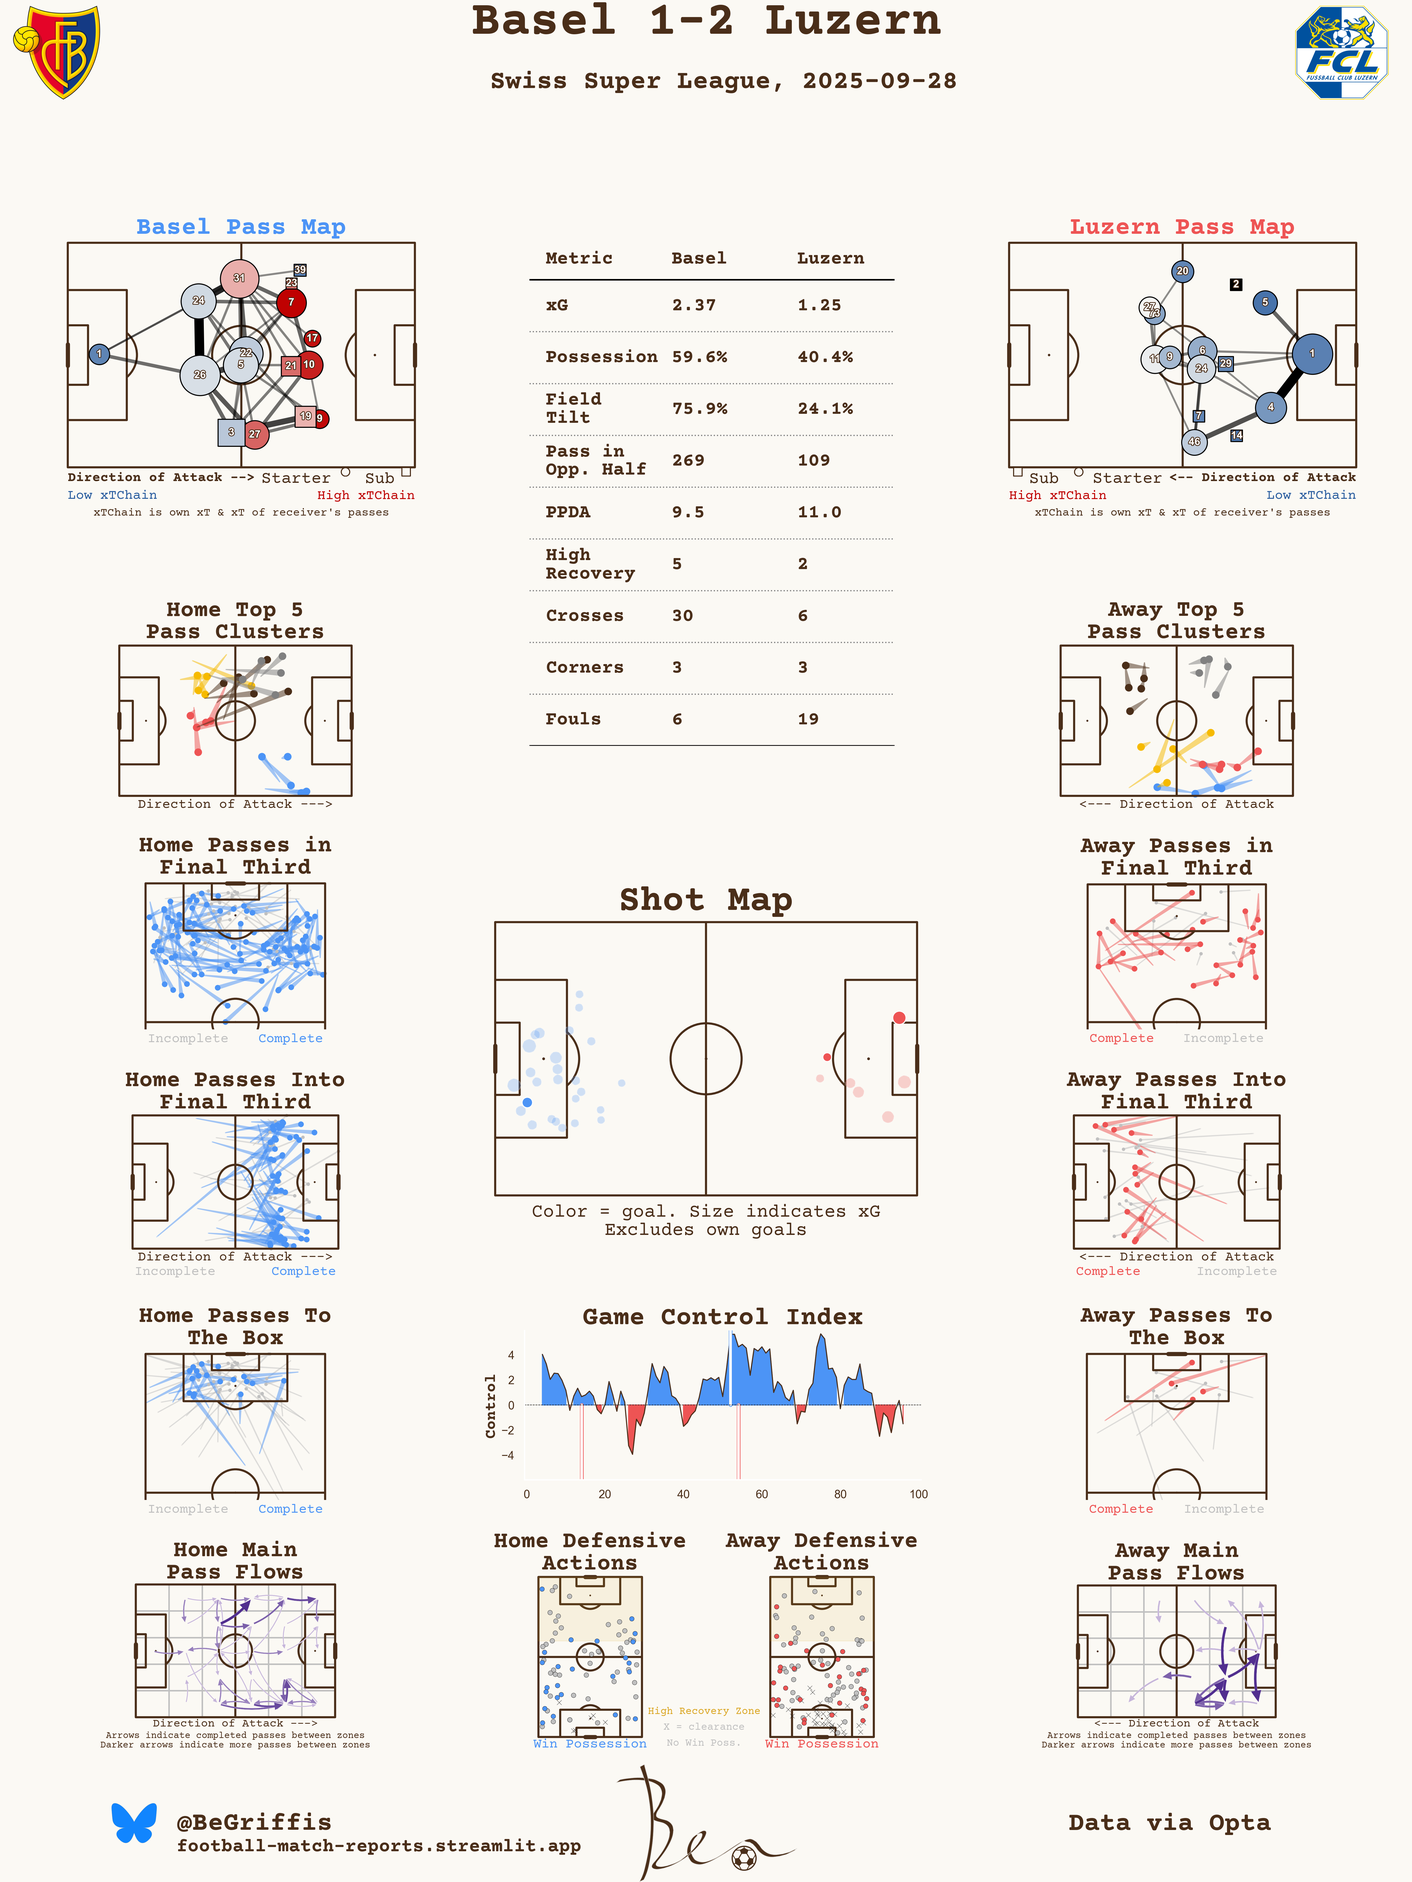 Basel 1-2 Luzern
Swiss Super League, 2025-09-28
FCB
FCL
FUSSBALL CLUB LUZERN
Basel Pass Map
31
39
23
24
7
17
1
22
5
21
10
26
19
9
3
27
Direction of Attack --> Starter Sub
Low xTChain High xTChain
xTChain is own xT & xT of receiver's passes
Metric Basel Luzern
xG 2.37 1.25
Possession 59.6% 40.4%
Field
Tilt 75.9% 24.1%
Pass in
Opp. Half 269 109
PPDA 9.5 11.0
High
Recovery 5 2
Crosses 30 6
Corners 3 3
Fouls 6 19
Luzern Pass Map
20
2
27
73
5
11
9
6
29
1
24
7
4
46
14
Sub Starter <-- Direction of Attack
High xTChain Low xTChain
xTChain is own xT & xT of receiver's passes
Home Top 5
Pass Clusters
Direction of Attack --->
Away Top 5
Pass Clusters
<--- Direction of Attack
Home Passes in
Final Third
Incomplete Complete
Away Passes in
Final Third
Complete Incomplete
Shot Map
Color = goal. Size indicates xG
Excludes own goals
Home Passes Into
Final Third
Direction of Attack --->
Incomplete Complete
Away Passes Into
Final Third
<--- Direction of Attack
Complete Incomplete
Home Passes To
The Box
Incomplete Complete
Game Control Index
Control
4
2
0
−2
−4
0 20 40 60 80 100
Away Passes To
The Box
Complete Incomplete
Home Main
Pass Flows
Direction of Attack --->
Arrows indicate completed passes between zones
Darker arrows indicate more passes between zones
Home Defensive
Actions
Win Possession
High Recovery Zone
X = clearance
No Win Poss.
Away Defensive
Actions
Win Possession
Away Main
Pass Flows
<--- Direction of Attack
Arrows indicate completed passes between zones
Darker arrows indicate more passes between zones
@BeGriffis
football-match-reports.streamlit.app
Ben
Data via Opta